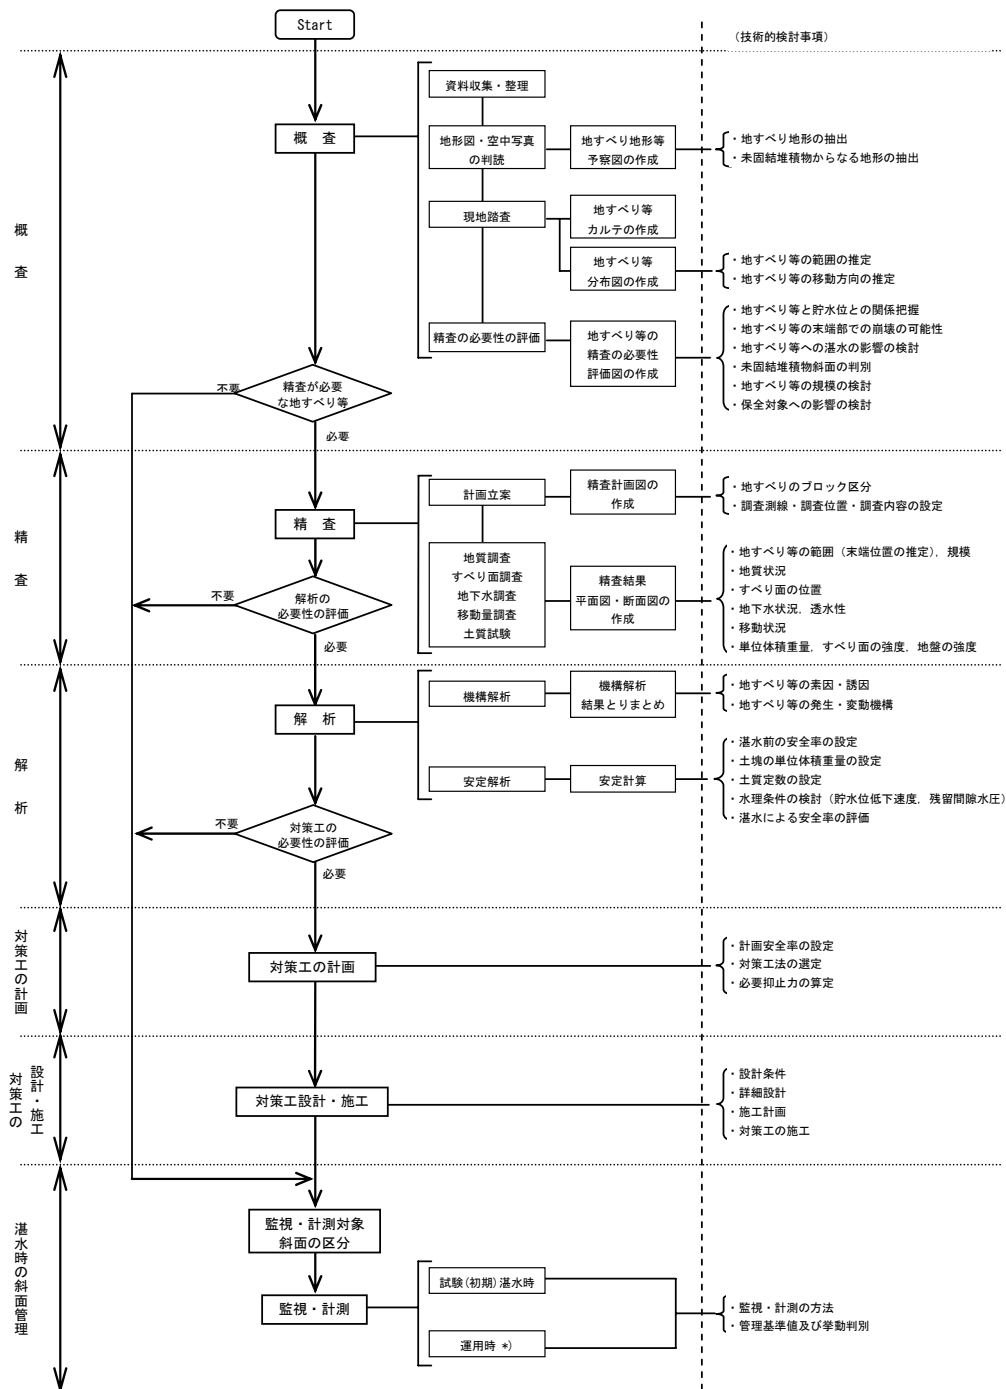 Start
（技術的検討事項）
概　査
概　査
資料収集・整理
地形図・空中写真
の判読
地すべり地形等
予察図の作成
・地すべり地形の抽出
・未固結堆積物からなる地形の抽出
現地踏査
地すべり等
カルテの作成
地すべり等
分布図の作成
・地すべり等の範囲の推定
・地すべり等の移動方向の推定
精査の必要性の評価
地すべり等の
精査の必要性
評価図の作成
・地すべり等と貯水位との関係把握
・地すべり等の末端部での崩壊の可能性
・地すべり等への湛水の影響の検討
・未固結堆積物斜面の判別
・地すべり等の規模の検討
・保全対象への影響の検討
精査が必要
な地すべり等
不要
必要
精　査
精　査
計画立案
精査計画図の
作成
・地すべりのブロック区分
・調査測線・調査位置・調査内容の設定
地質調査
すべり面調査
地下水調査
移動量調査
土質試験
精査結果
平面図・断面図の
作成
・地すべり等の範囲（末端位置の推定），規模
・地質状況
・すべり面の位置
・地下水状況，透水性
・移動状況
・単位体積重量，すべり面の強度，地盤の強度
解析の
必要性の評価
不要
必要
解　析
解　析
機構解析
機構解析
結果とりまとめ
・地すべり等の素因・誘因
・地すべり等の発生・変動機構
安定解析
安定計算
・湛水前の安全率の設定
・土塊の単位体積重量の設定
・土質定数の設定
・水理条件の検討（貯水位低下速度，残留間隙水圧）
・湛水による安全率の評価
対策工の
必要性の評価
不要
必要
対策工の計画
対策工の計画
・計画安全率の設定
・対策工法の選定
・必要抑止力の算定
対策工の
設計・施工
対策工設計・施工
・設計条件
・詳細設計
・施工計画
・対策工の施工
湛水時の斜面管理
監視・計測対象
斜面の区分
監視・計測
試験(初期)湛水時
運用時 *)
・監視・計測の方法
・管理基準値及び挙動判別